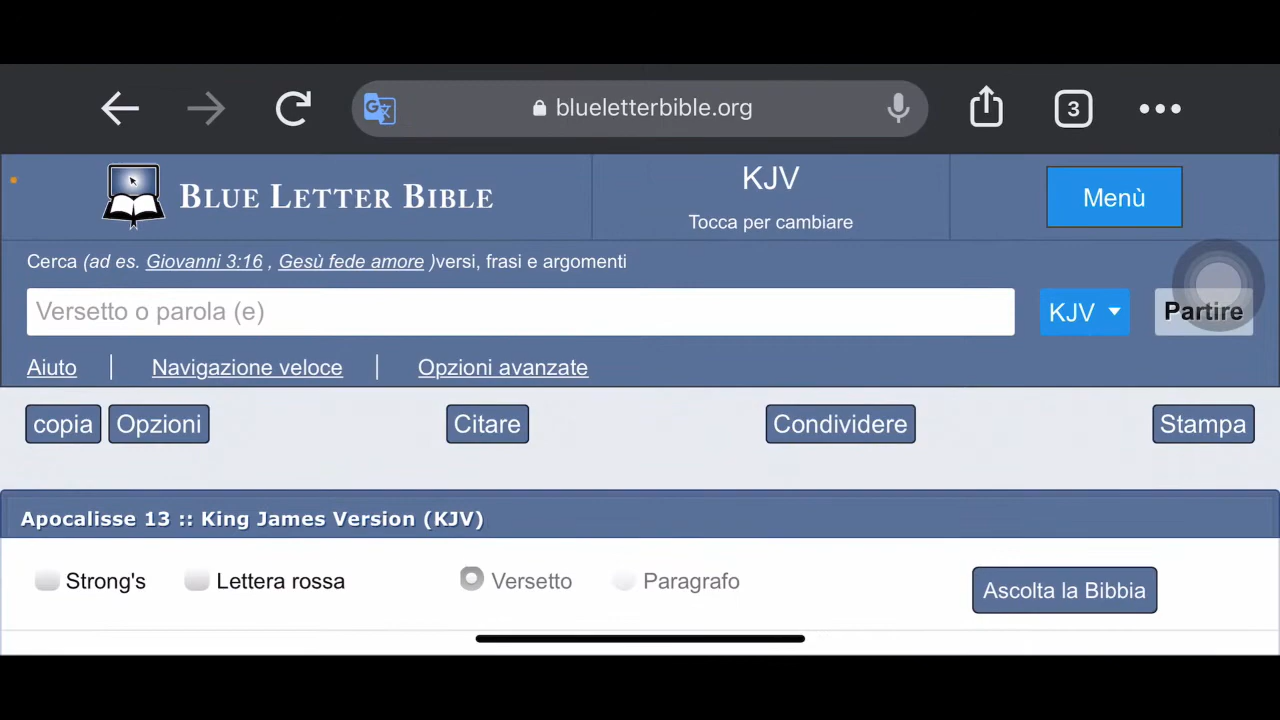 blueletterbible.org
3
BLUE LETTER BIBLE
KJV
Tocca per cambiare
Menù
Cerca (ad es. Giovanni 3:16 , Gesù fede amore )versi, frasi e argomenti
Versetto o parola (e)
KJV
Partire
Aiuto | Navigazione veloce | Opzioni avanzate
copia Opzioni Citare Condividere Stampa
Apocalisse 13 :: King James Version (KJV)
Strong's Lettera rossa Versetto Paragrafo Ascolta la Bibbia